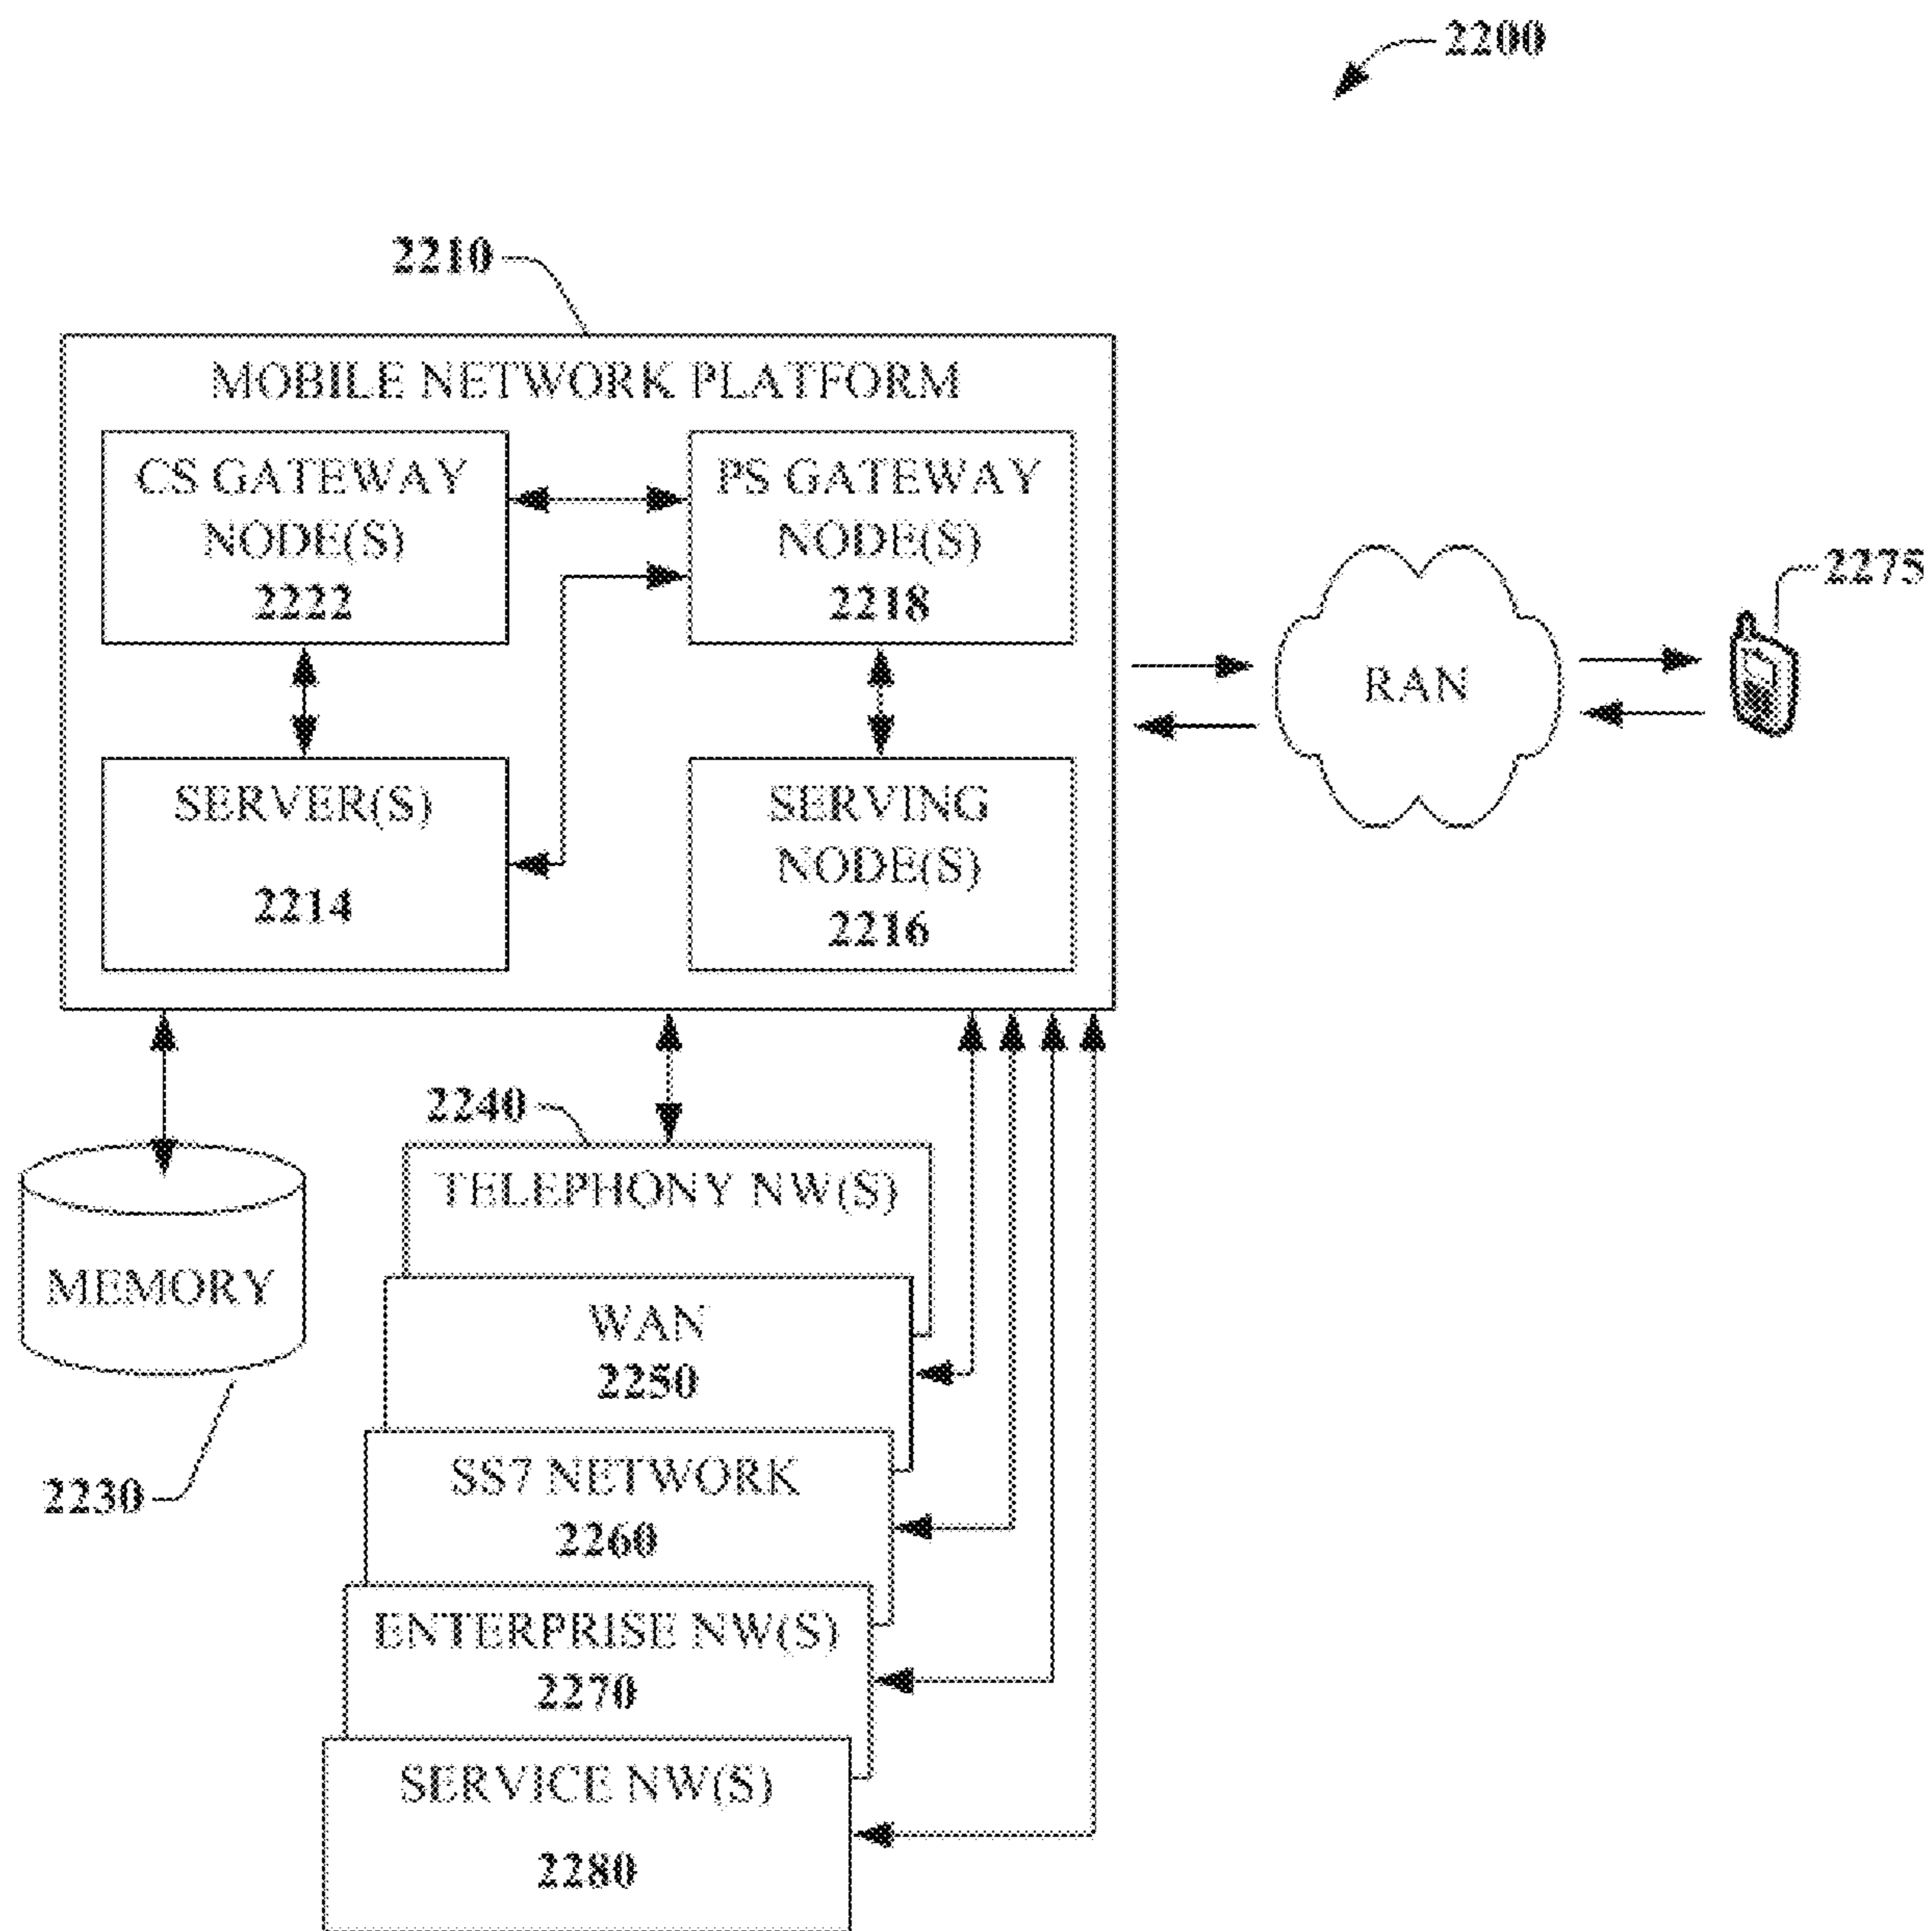 2200
2210
MOBILE NETWORK PLATFORM
CS GATEWAY
NODE(S)
2222
PS GATEWAY
NODE(S)
2218
SERVER(S)
2214
SERVING
NODE(S)
2216
RAN
2275
2240
TELEPHONY NW(S)
MEMORY
2230
WAN
2250
SS7 NETWORK
2260
ENTERPRISE NW(S)
2270
SERVICE NW(S)
2280